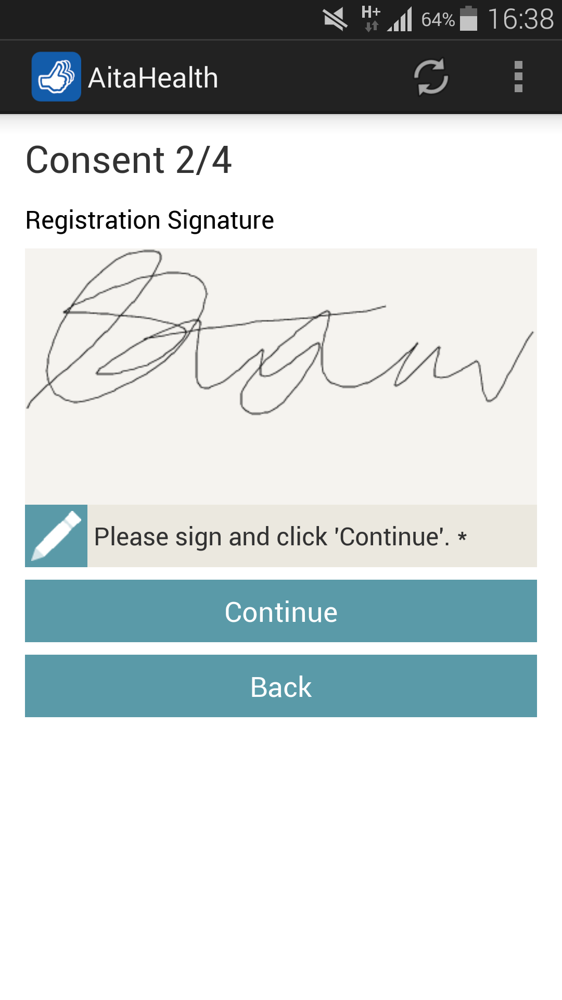 64% 16:38
AitaHealth
Consent 2/4
Registration Signature
Please sign and click 'Continue'. *
Continue
Back